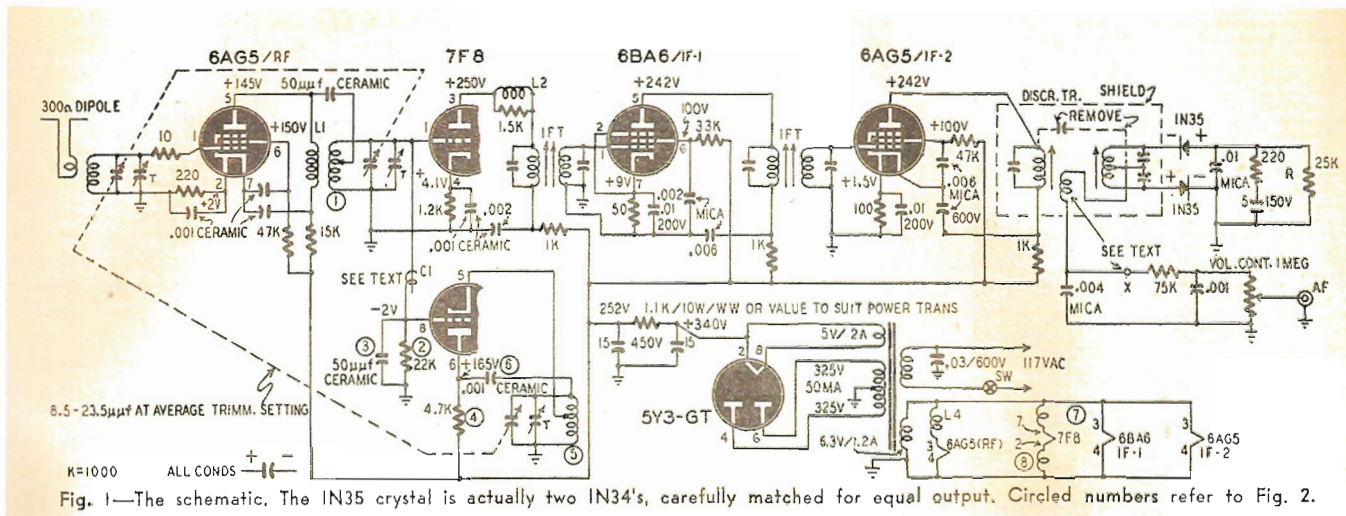 6AG5/RF
7F8
6BA6/IF-1
6AG5/IF-2
300Ω DIPOLE
+145V
5
50µµf CERAMIC
10
1
+150V
6
L1
T
220
2
+2V
7
.001 CERAMIC
47K
15K
1
T
+250V
3
L2
1.5K
1
+4.1V
4
1.2K
.002
.001 CERAMIC
1K
IFT
+242V
5
100V
33K
2
1
6
+9V
7
50
.002
.01
200V
MICA
.006
1K
IFT
+242V
+100V
47K
+1.5V
100
.01
200V
.006
MICA
600V
1K
DISCR. TR.
SHIELD
REMOVE
1N35
+
-
-
+
1N35
.01
MICA
220
R
25K
5
150V
SEE TEXT
X
75K
.004
MICA
.001
VOL. CONT. 1 MEG
AF
SEE TEXT
C1
5
-2V
8
3
2
50µµf
CERAMIC
22K
6
+165V
6
.001
CERAMIC
4.7K
4
T
5
252V
1.1K/10W/WW OR VALUE TO SUIT POWER TRANS
+340V
15
450V
15
5V/2A
2
8
325V
50MA
325V
5Y3-GT
4
6
6.3V/1.2A
.03/600V
117VAC
SW
L4
3
4
6AG5(RF)
7
2
7F8
8
7
3
4
6BA6
IF-1
3
4
6AG5
IF-2
8.5-23.5µµf AT AVERAGE TRIMM. SETTING
K=1000
ALL CONDS + -
Fig. 1—The schematic. The IN35 crystal is actually two IN34's, carefully matched for equal output. Circled numbers refer to Fig. 2.